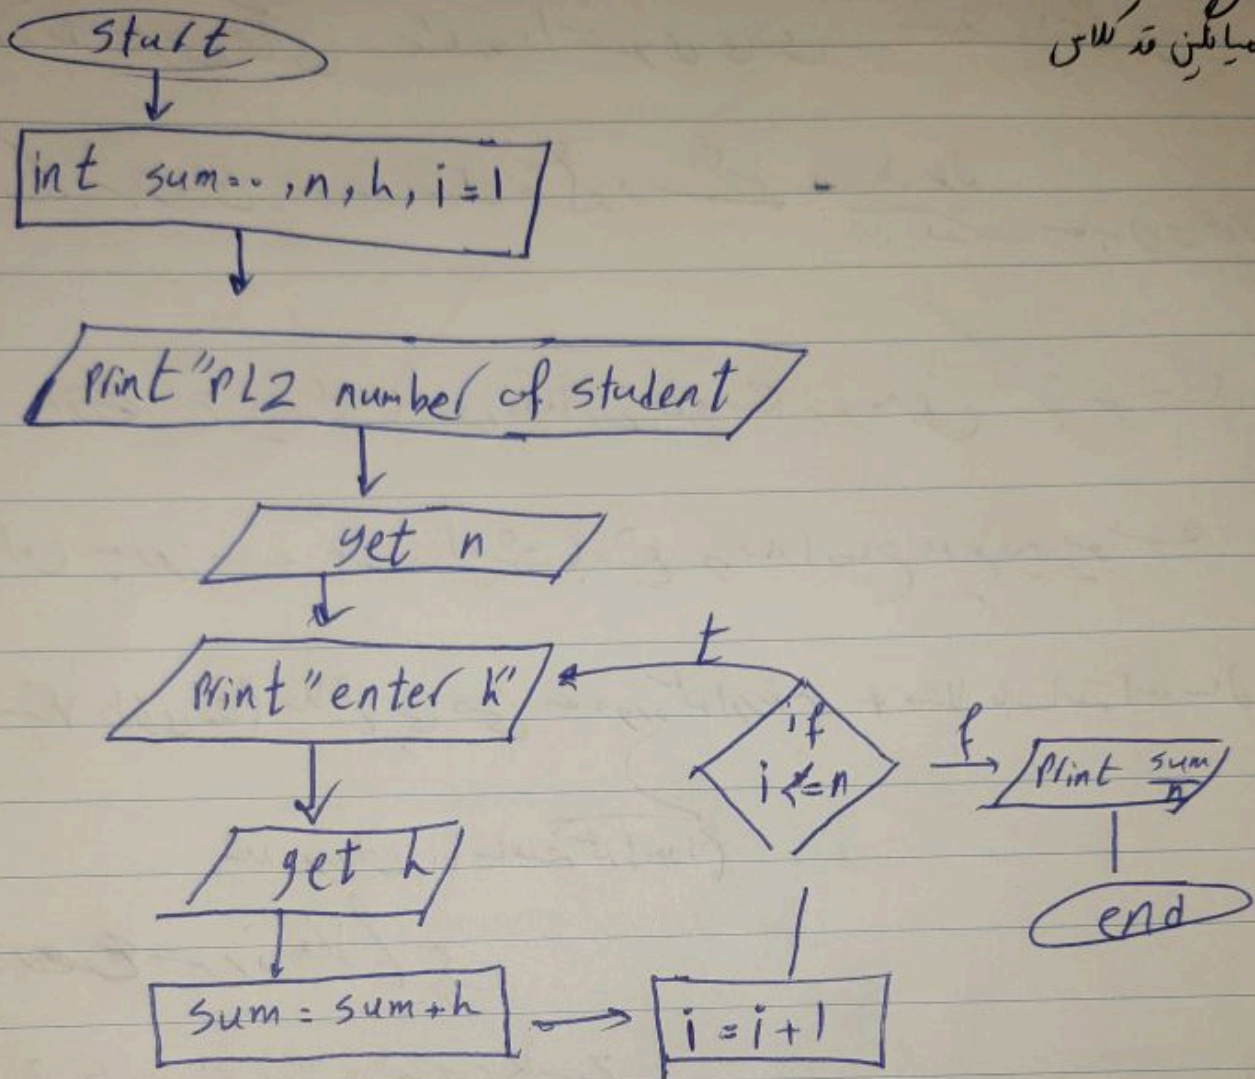 میانگین قد کلاس
start
int sum=۰, n, h, i=1
print "PLZ number of student
get n
print "enter h"
get h
sum = sum+h
i = i+1
if
i <=n
t
f
print sum
n
end